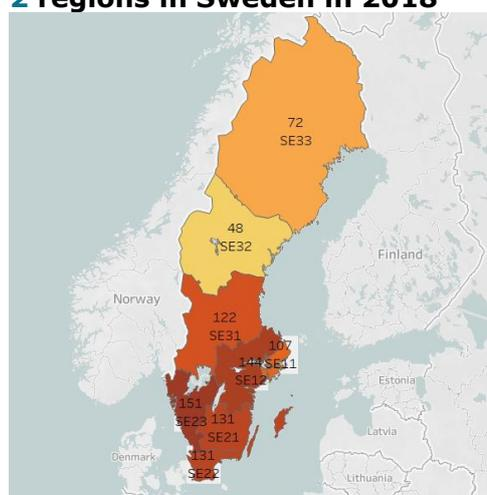 2 regions in Sweden in 2018
72
SE33
48
SE32
Finland
Norway
122
SE31
107
SE11
144
SE12
Estonia
151
SE23
131
SE21
Latvia
131
SE22
Denmark
Lithuania